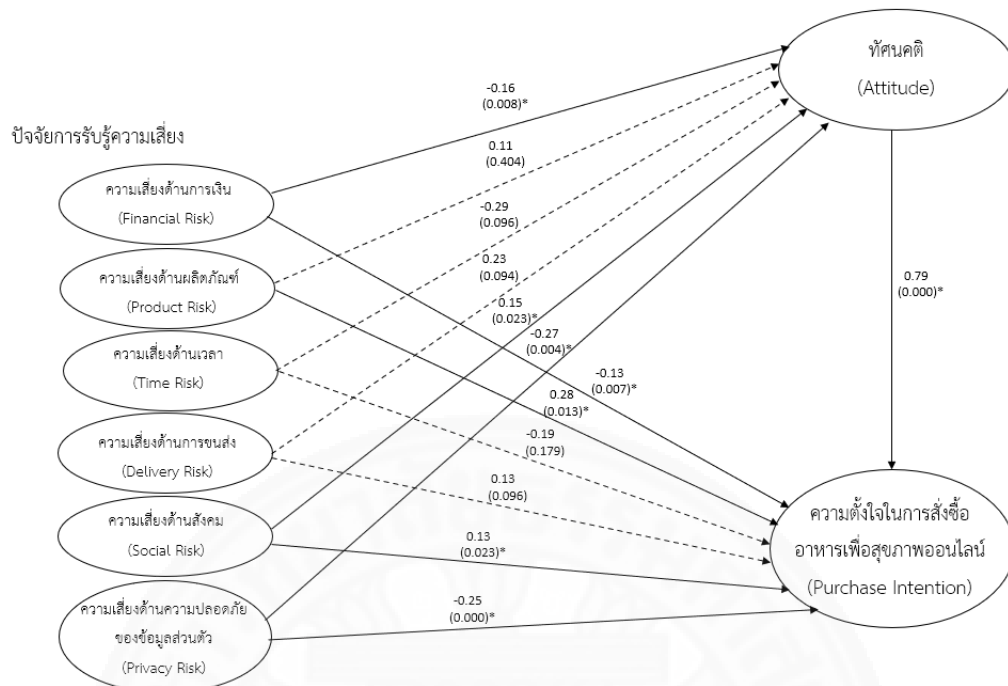 ทัศนคติ
(Attitude)
-0.16
(0.008)*
ปัจจัยการรับรู้ความเสี่ยง
0.11
(0.404)
ความเสี่ยงด้านการเงิน
(Financial Risk)
-0.29
(0.096)
0.23
(0.094)
ความเสี่ยงด้านผลิตภัณฑ์
(Product Risk)
0.79
(0.000)*
0.15
(0.023)*
-0.27
(0.004)*
-0.13
(0.007)*
ความเสี่ยงด้านเวลา
(Time Risk)
0.28
(0.013)*
-0.19
(0.179)
ความเสี่ยงด้านการขนส่ง
(Delivery Risk)
0.13
(0.096)
ความตั้งใจในการสั่งซื้อ
อาหารเพื่อสุขภาพออนไลน์
(Purchase Intention)
ความเสี่ยงด้านสังคม
(Social Risk)
0.13
(0.023)*
ความเสี่ยงด้านความปลอดภัย
ของข้อมูลส่วนตัว
(Privacy Risk)
-0.25
(0.000)*